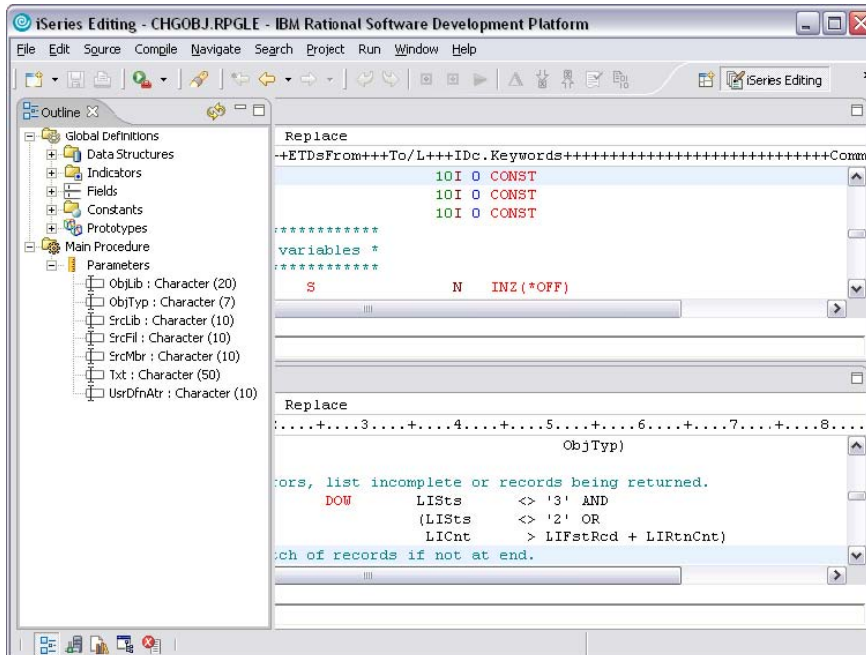 iSeries Editing - CHGOBJ.RPGLE - IBM Rational Software Development Platform
File Edit Source Compile Navigate Search Project Run Window Help
iSeries Editing
Outline
Global Definitions
Data Structures
Indicators
Fields
Constants
Prototypes
Main Procedure
Parameters
ObjLib : Character (20)
ObjTyp : Character (7)
SrcLib : Character (10)
SrcFil : Character (10)
SrcMbr : Character (10)
Txt : Character (50)
UsrDfnAtr : Character (10)
Replace
-+ETDsFrom+++To/L+++IDc.Keywords+++++++++++++++++++++++++++++Comm
10I 0 CONST
10I 0 CONST
10I 0 CONST
************
variables *
************
S N INZ(*OFF)
Replace
:....+....3....+....4....+....5....+....6....+....7....+....8....
ObjTyp)
ors, list incomplete or records being returned.
DOW LISts <> '3' AND
(LISts <> '2' OR
LICnt > LIFstRcd + LIRtnCnt)
ch of records if not at end.